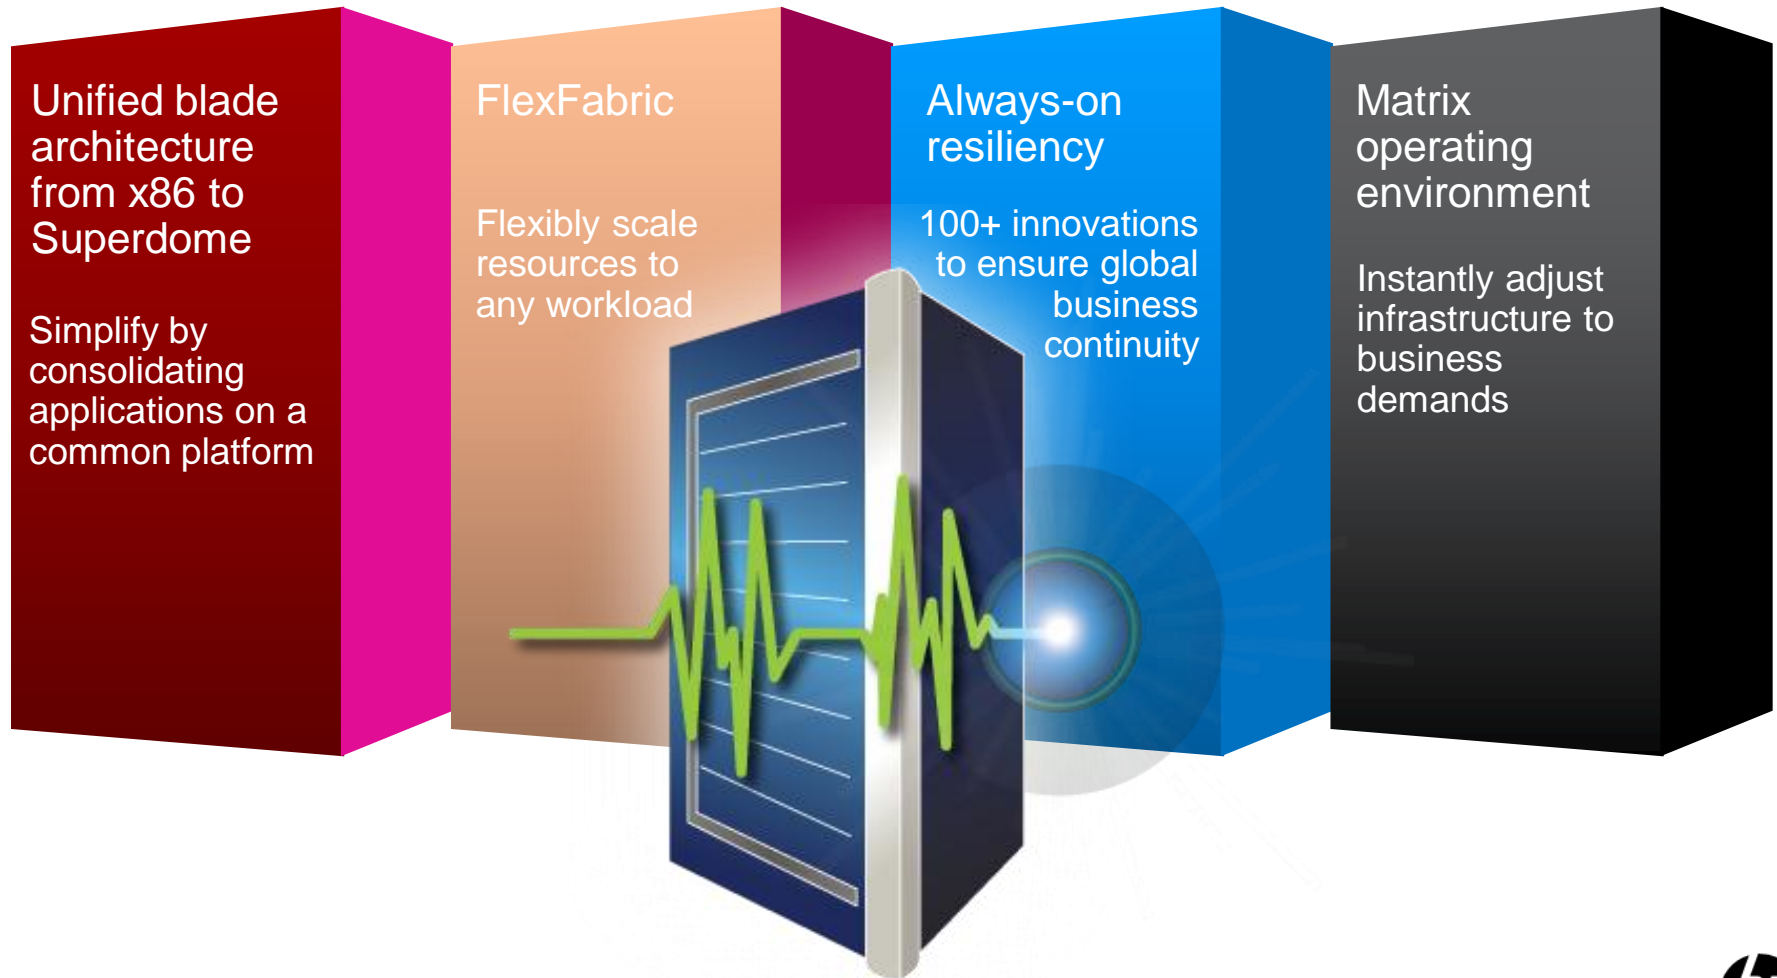 Unified blade
architecture
from x86 to
Superdome
Simplify by
consolidating
applications on a
common platform
FlexFabric
Flexibly scale
resources to
any workload
Always-on
resiliency
100+ innovations
to ensure global
business
continuity
Matrix
operating
environment
Instantly adjust
infrastructure to
business
demands